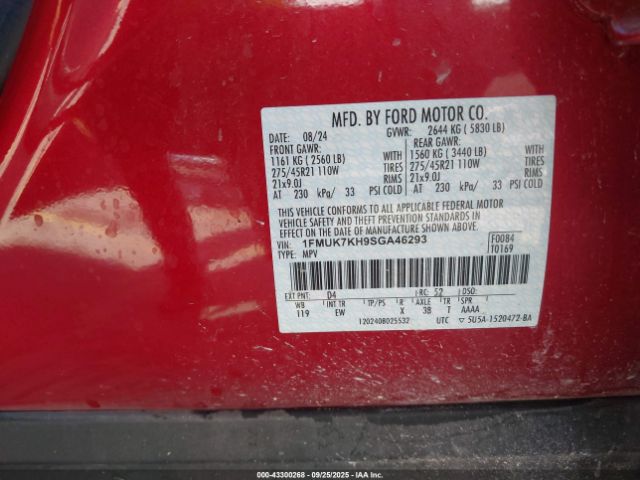 MFD. BY FORD MOTOR CO.
08/24 GVWR: 2644 KG ( 5830 LB)
FRONT GAWR: REAR GAWR:
1161 KG ( 2560 LB) WITH 1560 KG ( 3440 LB) WITH
275/45R21 110W TIRES 275/45R21 110W TIRES
21x9.0J RIMS 21x9.0J RIMS
AT 230 kPa/ 33 PSI COLD AT 230 kPa/ 33 PSI COLD
THIS VEHICLE CONFORMS TO ALL APPLICABLE FEDERAL MOTOR
VEHICLE SAFETY AND THEFT PREVENTION STANDARDS IN
EFFECT ON THE DATE OF MANUFACTURE SHOWN ABOVE.
VIN: 1FMUK7KH9SGA46293 F0084
TYPE: MPV T0169
EXT PNT: D4 RC: 52 DSO:
WB INT TR TP/PS R AXLE TR SPR
119 EW X 3B T AAAA
120240802S532 UTC ▽ 5U5A-1520472-BA
000-43300268 - 09/25/2025 - Copyright © IAA, Inc.